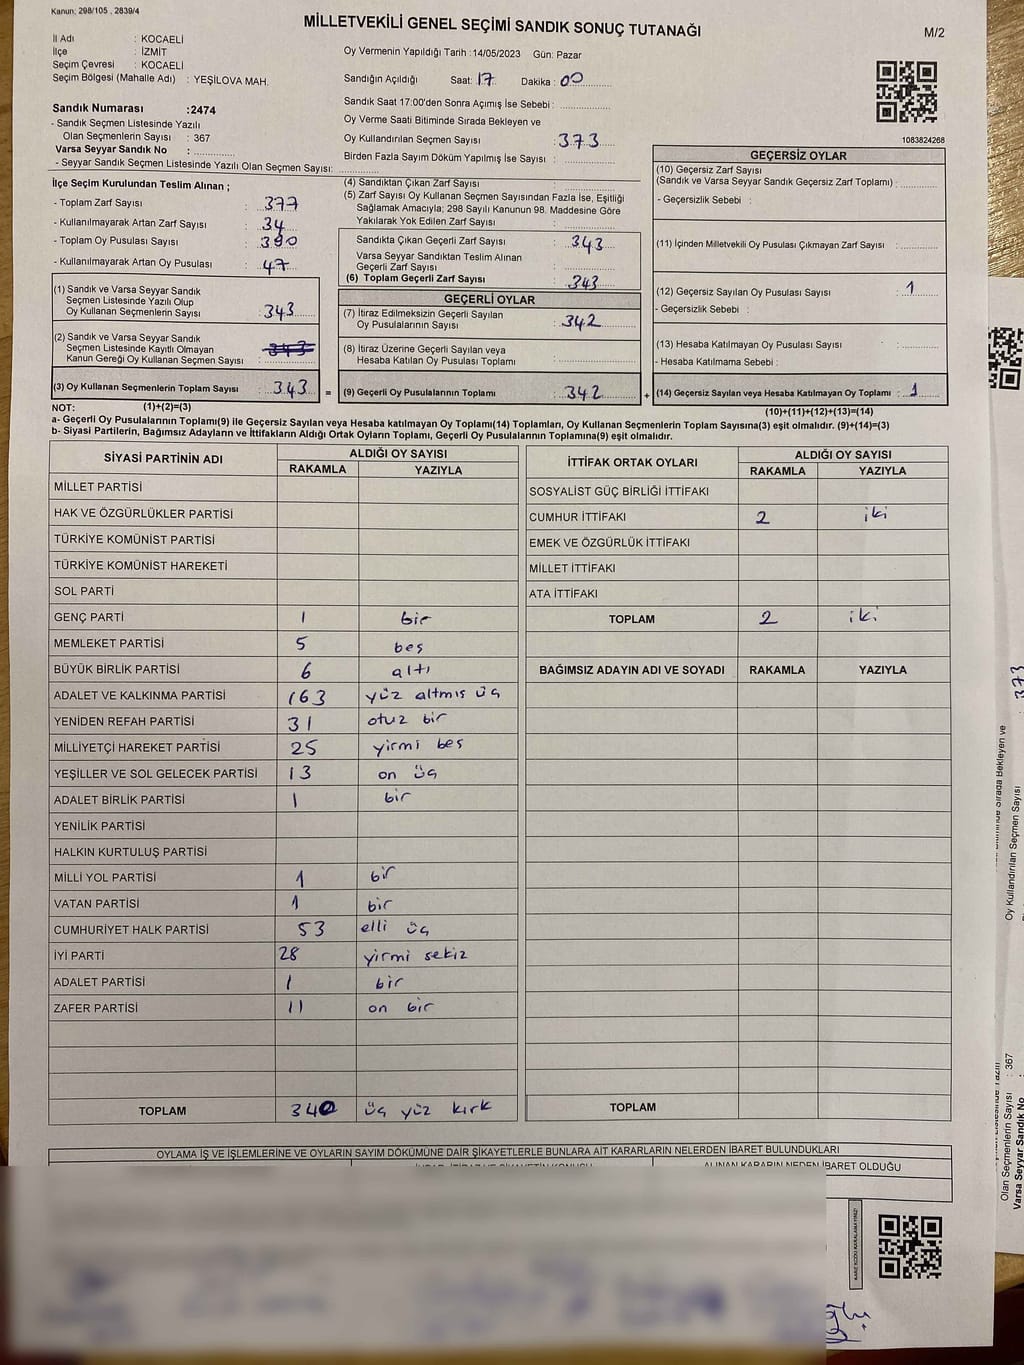 Kanun: 298/105 , 2839/4
MİLLETVEKİLİ GENEL SEÇİMİ SANDIK SONUÇ TUTANAĞI
M/2
İl Adı : KOCAELİ
İlçe : İZMİT
Seçim Çevresi : KOCAELİ
Seçim Bölgesi (Mahalle Adı) : YEŞİLOVA MAH.
Oy Vermenin Yapıldığı Tarih :14/05/2023 Gün: Pazar
Sandığın Açıldığı Saat: 17 Dakika : 00
Sandık Saat 17:00'den Sonra Açımış İse Sebebi :
Oy Verme Saati Bitiminde Sırada Bekleyen ve
Oy Kullandırılan Seçmen Sayısı : 373
Birden Fazla Sayım Döküm Yapılmış İse Sayısı :
Sandık Numarası :2474
- Sandık Seçmen Listesinde Yazılı
Olan Seçmenlerin Sayısı : 367
Varsa Seyyar Sandık No :
- Seyyar Sandık Seçmen Listesinde Yazılı Olan Seçmen Sayısı:
1083824268
İlçe Seçim Kurulundan Teslim Alınan ;
- Toplam Zarf Sayısı : 377
- Kullanılmayarak Artan Zarf Sayısı : 34
- Toplam Oy Pusulası Sayısı : 390
- Kullanılmayarak Artan Oy Pusulası : 47
(1) Sandık ve Varsa Seyyar Sandık
Seçmen Listesinde Yazılı Olup
Oy Kullanan Seçmenlerin Sayısı : 343
(2) Sandık ve Varsa Seyyar Sandık
Seçmen Listesinde Kayıtlı Olmayan
Kanun Gereği Oy Kullanan Seçmen Sayısı : 343
(3) Oy Kullanan Seçmenlerin Toplam Sayısı : 343 =
(1)+(2)=(3)
(4) Sandıktan Çıkan Zarf Sayısı :
(5) Zarf Sayısı Oy Kullanan Seçmen Sayısından Fazla İse, Eşitliği
Sağlamak Amacıyla; 298 Sayılı Kanunun 98. Maddesine Göre
Yakılarak Yok Edilen Zarf Sayısı :
Sandıkta Çıkan Geçerli Zarf Sayısı : 343
Varsa Seyyar Sandıktan Teslim Alınan
Geçerli Zarf Sayısı :
(6) Toplam Geçerli Zarf Sayısı : 343
GEÇERLİ OYLAR
(7) İtiraz Edilmeksizin Geçerli Sayılan
Oy Pusulalarının Sayısı : 342
(8) İtiraz Üzerine Geçerli Sayılan veya
Hesaba Katılan Oy Pusulası Toplamı :
(9) Geçerli Oy Pusulalarının Toplamı : 342 +
GEÇERSİZ OYLAR
(10) Geçersiz Zarf Sayısı
(Sandık ve Varsa Seyyar Sandık Geçersiz Zarf Toplamı) :
- Geçersizlik Sebebi :
(11) İçinden Milletvekili Oy Pusulası Çıkmayan Zarf Sayısı :
(12) Geçersiz Sayılan Oy Pusulası Sayısı : 1
- Geçersizlik Sebebi :
(13) Hesaba Katılmayan Oy Pusulası Sayısı :
- Hesaba Katılmama Sebebi :
(14) Geçersiz Sayılan veya Hesaba Katılmayan Oy Toplamı : 1
(10)+(11)+(12)+(13)=(14)
NOT:
a- Geçerli Oy Pusulalarının Toplamı(9) ile Geçersiz Sayılan veya Hesaba katılmayan Oy Toplamı(14) Toplamları, Oy Kullanan Seçmenlerin Toplam Sayısına(3) eşit olmalıdır. (9)+(14)=(3)
b- Siyasi Partilerin, Bağımsız Adayların ve İttifakların Aldığı Ortak Oyların Toplamı, Geçerli Oy Pusulalarının Toplamına(9) eşit olmalıdır.
SİYASİ PARTİNİN ADI
ALDIĞI OY SAYISI
RAKAMLA YAZIYLA
MİLLET PARTİSİ
HAK VE ÖZGÜRLÜKLER PARTİSİ
TÜRKİYE KOMÜNİST PARTİSİ
TÜRKİYE KOMÜNİST HAREKETİ
SOL PARTİ
GENÇ PARTİ 1 bir
MEMLEKET PARTİSİ 5 beş
BÜYÜK BİRLİK PARTİSİ 6 altı
ADALET VE KALKINMA PARTİSİ 163 yüz altmış üç
YENİDEN REFAH PARTİSİ 31 otuz bir
MİLLİYETÇİ HAREKET PARTİSİ 25 yirmi beş
YEŞİLLER VE SOL GELECEK PARTİSİ 13 on üç
ADALET BİRLİK PARTİSİ 1 bir
YENİLİK PARTİSİ
HALKIN KURTULUŞ PARTİSİ
MİLLİ YOL PARTİSİ 1 bir
VATAN PARTİSİ 1 bir
CUMHURİYET HALK PARTİSİ 53 elli üç
İYİ PARTİ 28 yirmi sekiz
ADALET PARTİSİ 1 bir
ZAFER PARTİSİ 11 on bir
TOPLAM 340 üç yüz kırk
İTTİFAK ORTAK OYLARI
ALDIĞI OY SAYISI
RAKAMLA YAZIYLA
SOSYALİST GÜÇ BİRLİĞİ İTTİFAKI
CUMHUR İTTİFAKI 2 iki
EMEK VE ÖZGÜRLÜK İTTİFAKI
MİLLET İTTİFAKI
ATA İTTİFAKI
TOPLAM 2 iki
BAĞIMSIZ ADAYIN ADI VE SOYADI RAKAMLA YAZIYLA
TOPLAM
OYLAMA İŞ VE İŞLEMLERİNE VE OYLARIN SAYIM DÖKÜMÜNE DAİR ŞİKAYETLERLE BUNLARA AİT KARARLARIN NELERDEN İBARET BULUNDUKLARI
ALINAN KARARIN NEDEN İBARET OLDUĞU
373
Sırada Bekleyen ve
Oy Kullandırılan Seçmen Sayısı
Olan Seçmenlerin Sayısı : 367
Varsa Seyyar Sandık No :